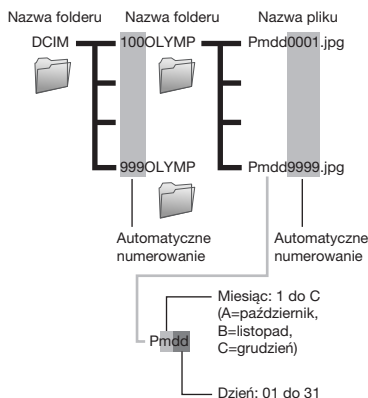 Nazwa folderu Nazwa folderu Nazwa pliku
DCIM 100OLYMP Pmdd0001.jpg
999OLYMP Pmdd9999.jpg
Automatyczne
numerowanie
Automatyczne
numerowanie
Miesiąc: 1 do C
(A=październik,
B=listopad,
C=grudzień)
Pmdd
Dzień: 01 do 31